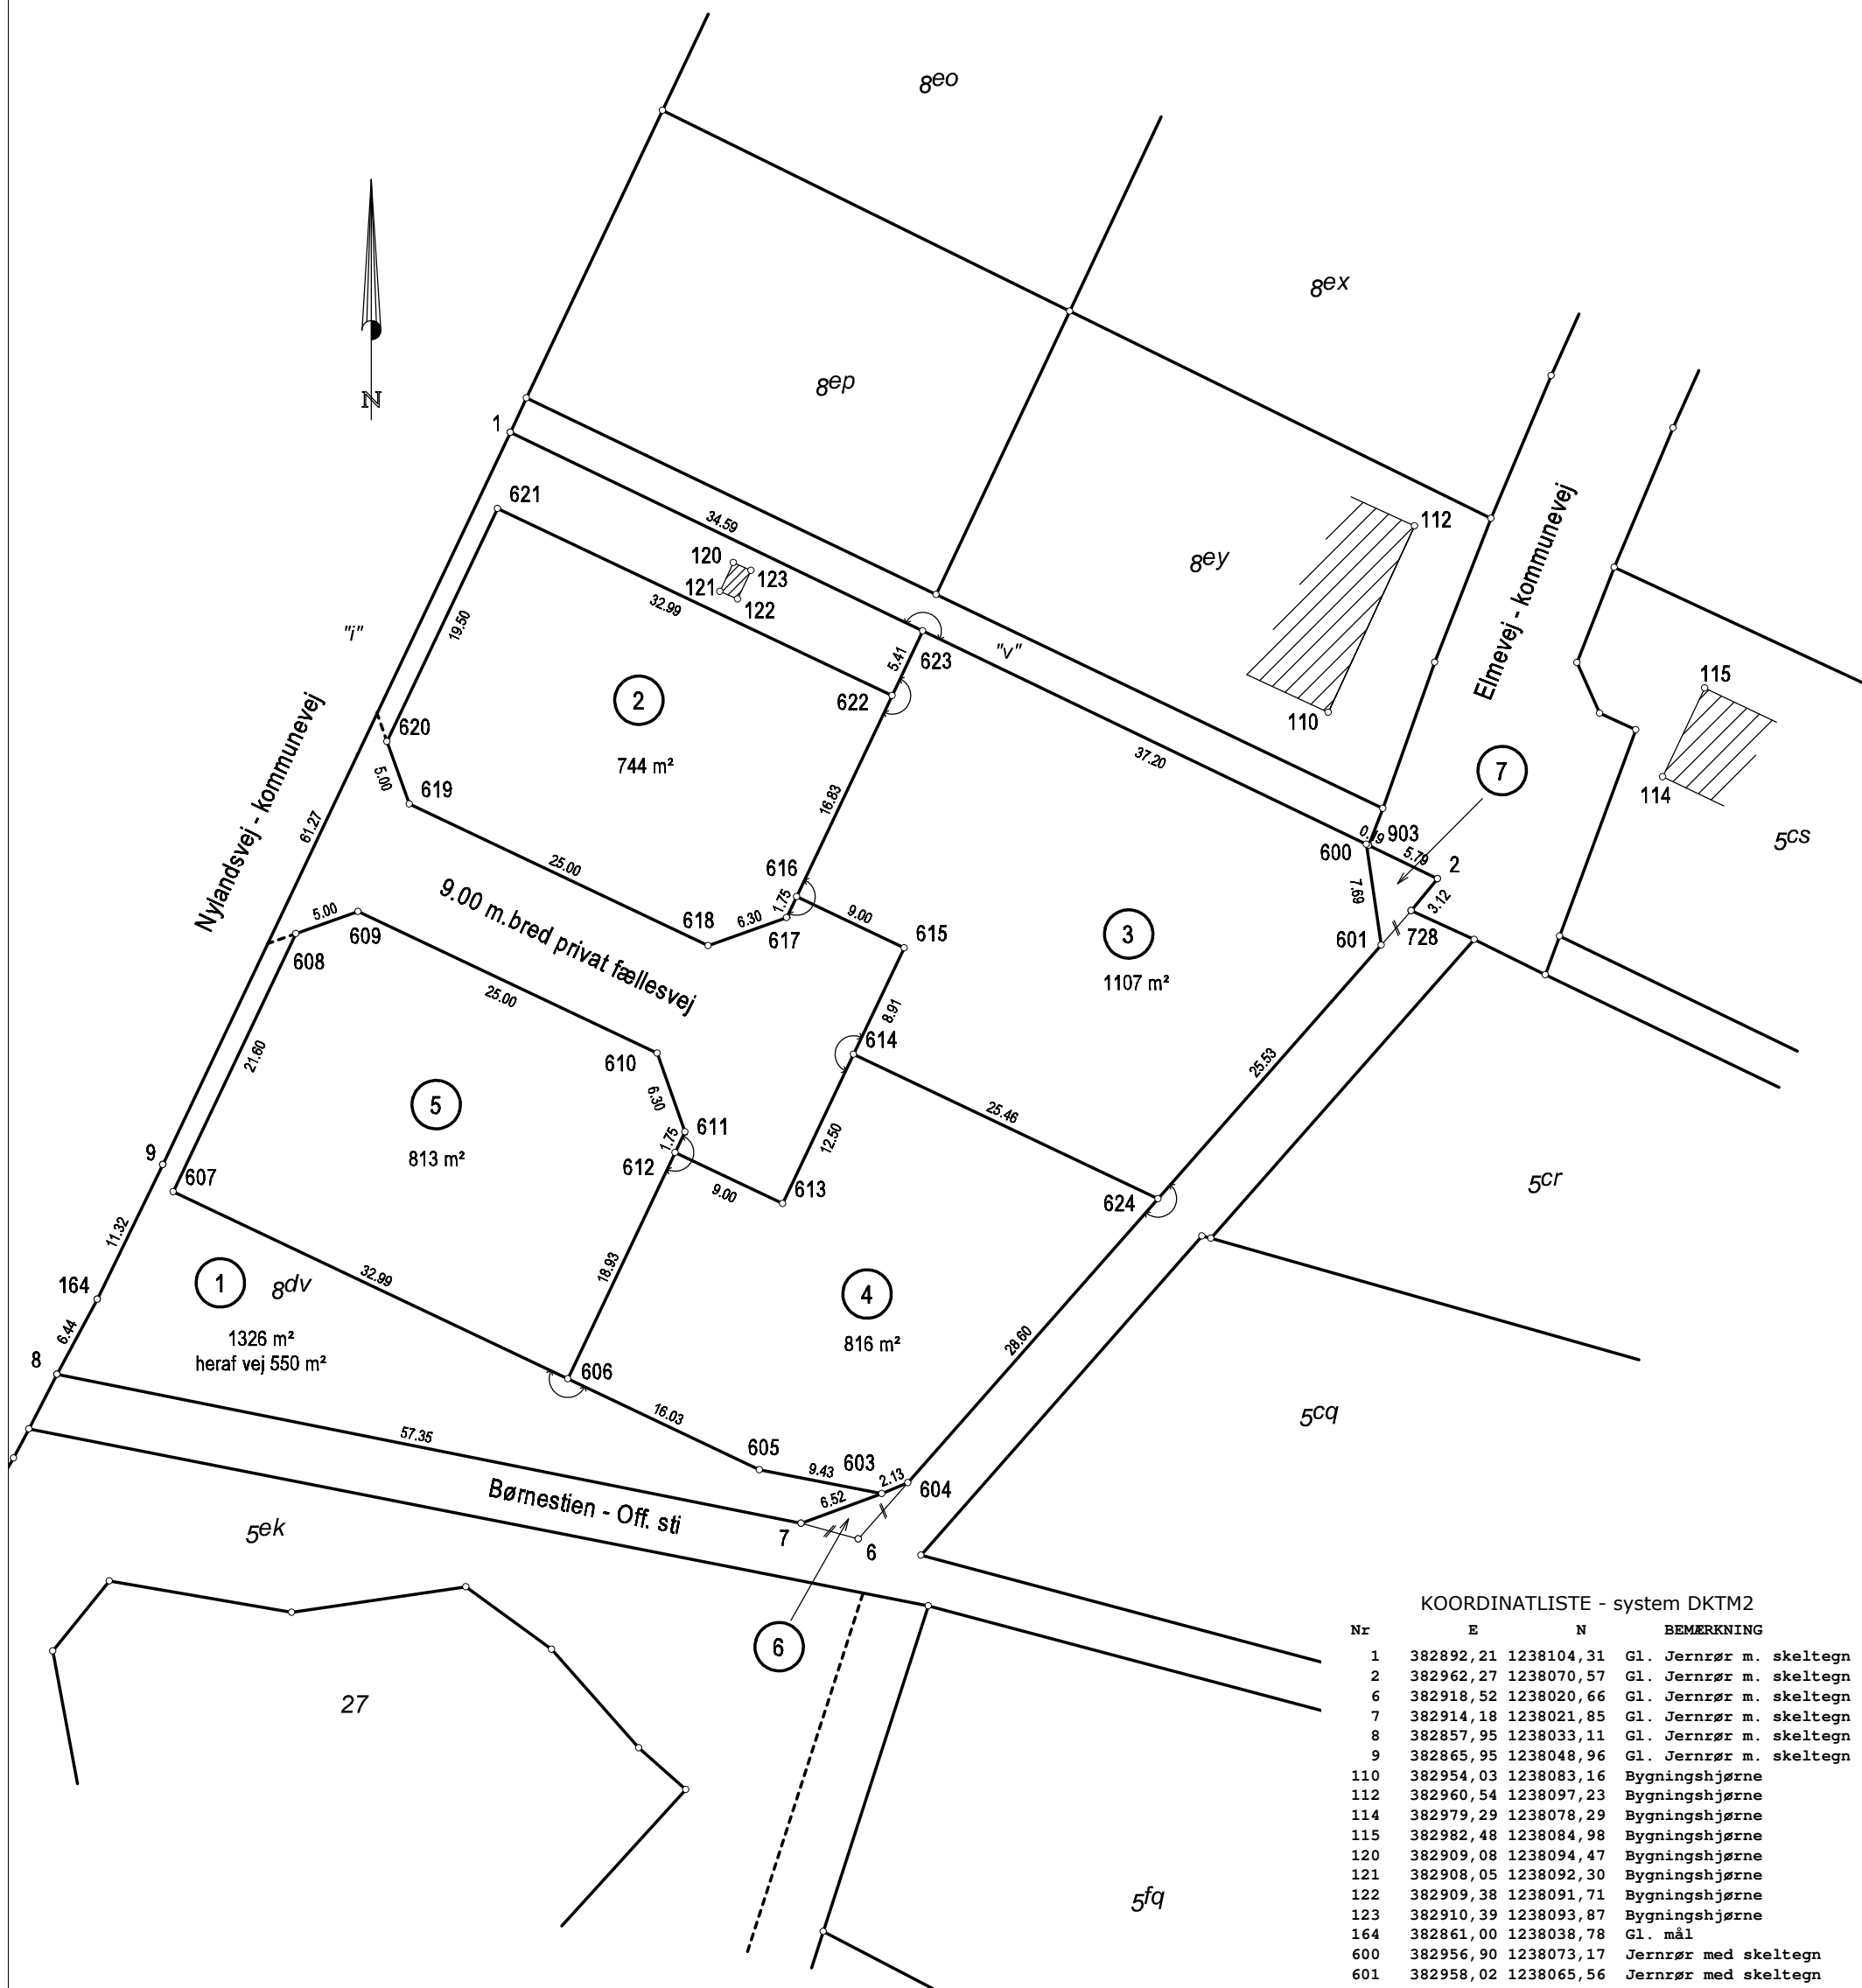 8eo
8ex
8ep
8ey
N
1
621
34.59
120
123
121
122
32.99
112
110
Elmevej - kommunevej
115
114
5cs
"i"
19.50
2
744 m²
5.41
623
622
"v"
37.20
7
620
5.00
619
16.83
Nylandsvej - kommunevej
61.27
25.00
616
1.75
9.00
618
6.30
617
615
0.19
903
600
5.79
2
7.69
3.12
601
728
3
1107 m²
5.00
609
608
9.00 m.bred privat fællesvej
25.00
8.91
614
610
25.53
21.60
5
813 m²
6.30
611
1.75
612
12.50
25.46
9.00
613
624
5cr
9
607
11.32
164
6.44
8
1
8dv
1326 m²
heraf vej 550 m²
32.99
18.93
4
816 m²
28.60
606
16.03
605
603
9.43
2.13
604
6.52
57.35
Børnestien - Off. sti
7
6
5cq
5ek
6
27
5fq
KOORDINATLISTE - system DKTM2
Nr E N BEMÆRKNING
1 382892,21 1238104,31 Gl. Jernrør m. skeltegn
2 382962,27 1238070,57 Gl. Jernrør m. skeltegn
6 382918,52 1238020,66 Gl. Jernrør m. skeltegn
7 382914,18 1238021,85 Gl. Jernrør m. skeltegn
8 382857,95 1238033,11 Gl. Jernrør m. skeltegn
9 382865,95 1238048,96 Gl. Jernrør m. skeltegn
110 382954,03 1238083,16 Bygningshjørne
112 382960,54 1238097,23 Bygningshjørne
114 382979,29 1238078,29 Bygningshjørne
115 382982,48 1238084,98 Bygningshjørne
120 382909,08 1238094,47 Bygningshjørne
121 382908,05 1238092,30 Bygningshjørne
122 382909,38 1238091,71 Bygningshjørne
123 382910,39 1238093,87 Bygningshjørne
164 382861,00 1238038,78 Gl. mål
600 382956,90 1238073,17 Jernrør med skeltegn
601 382958,02 1238065,56 Jernrør med skeltegn